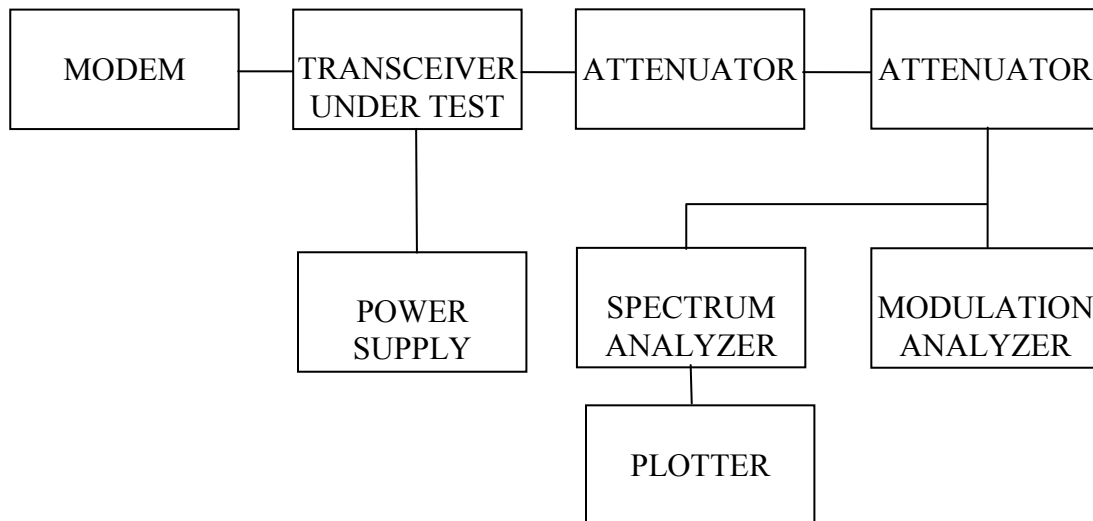 MODEM
TRANSCEIVER
UNDER TEST
ATTENUATOR
ATTENUATOR
POWER
SUPPLY
SPECTRUM
ANALYZER
MODULATION
ANALYZER
PLOTTER